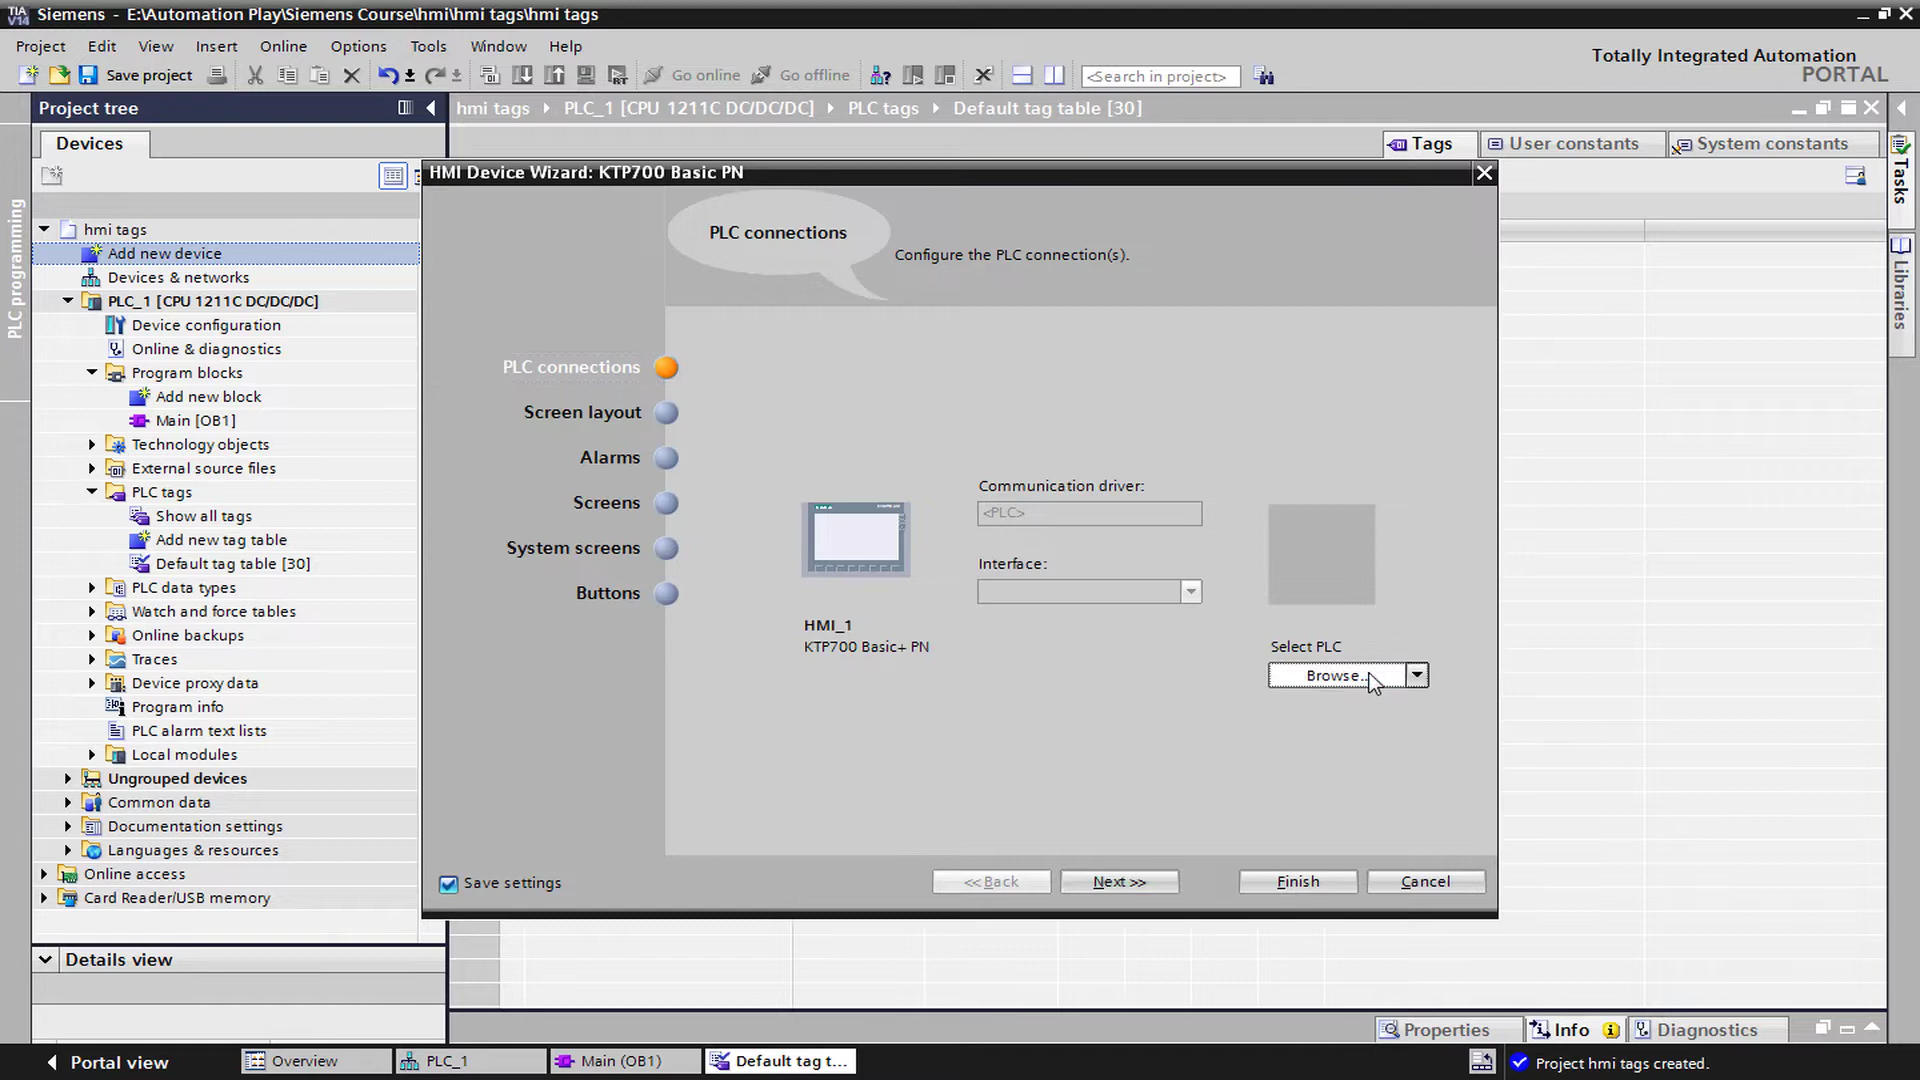 TIA V14
Siemens - E:\Automation Play\Siemens Course\hmi\hmi tags\hmi tags
Project Edit View Insert Online Options Tools Window Help
Totally Integrated Automation
PORTAL
Save project
Go online
Go offline
<Search in project>
Project tree
hmi tags PLC_1 [CPU 1211C DC/DC/DC] PLC tags Default tag table [30]
Devices
Tags
User constants
System constants
PLC programming
Tasks
Libraries
hmi tags
Add new device
Devices & networks
PLC_1 [CPU 1211C DC/DC/DC]
Device configuration
Online & diagnostics
Program blocks
Add new block
Main [OB1]
Technology objects
External source files
PLC tags
Show all tags
Add new tag table
Default tag table [30]
PLC data types
Watch and force tables
Online backups
Traces
Device proxy data
Program info
PLC alarm text lists
Local modules
Ungrouped devices
Common data
Documentation settings
Languages & resources
Online access
Card Reader/USB memory
Details view
HMI Device Wizard: KTP700 Basic PN
PLC connections
Configure the PLC connection(s).
PLC connections
Screen layout
Alarms
Screens
System screens
Buttons
Communication driver:
<PLC>
Interface:
HMI_1
KTP700 Basic+ PN
Select PLC
Browse..
Save settings
<<Back
Next >>
Finish
Cancel
Properties
Info
Diagnostics
Portal view
Overview
PLC_1
Main (OB1)
Default tag t...
Project hmi tags created.